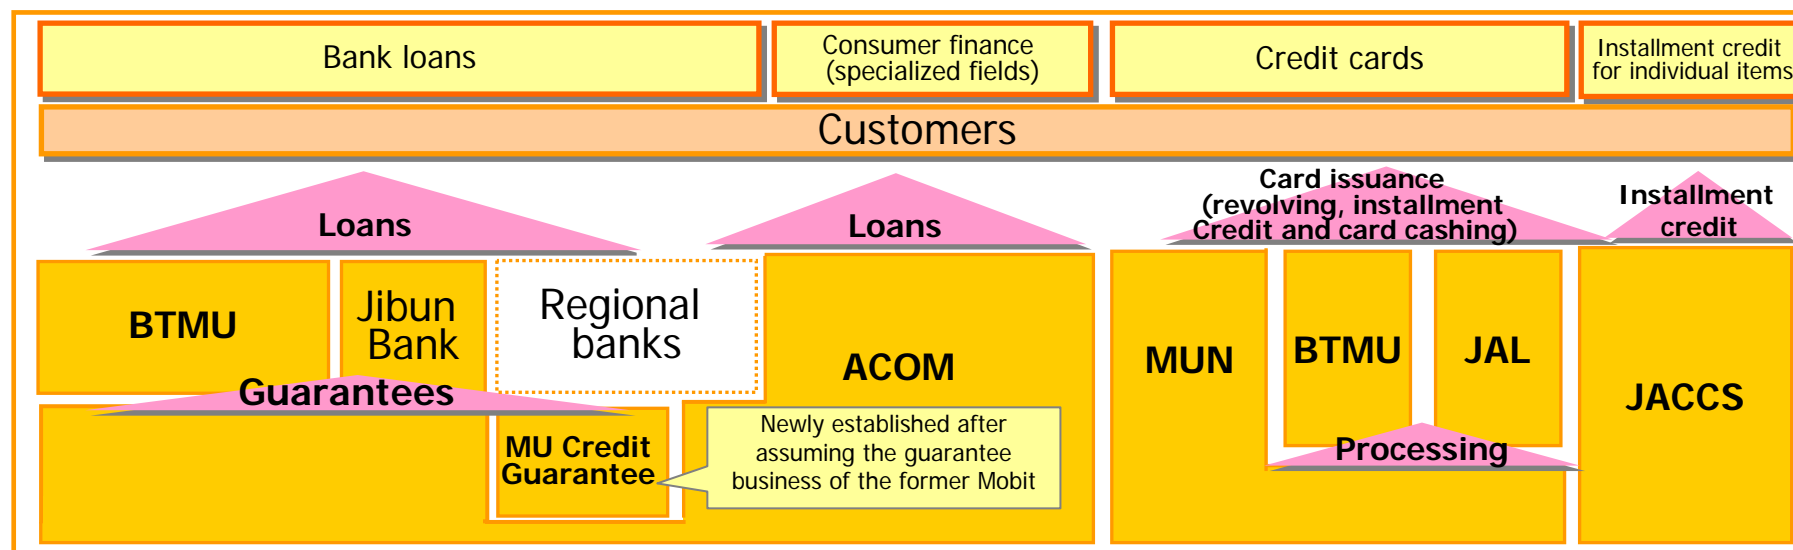 Bank loans
Consumer finance
(specialized fields)
Credit cards
Installment credit
for individual items
Customers
Loans
Loans
Card issuance
(revolving, installment
Credit and card cashing)
Installment
credit
BTMU
Jibun
Bank
Regional
banks
ACOM
MUN
BTMU
JAL
JACCS
Guarantees
MU Credit
Guarantee
Newly established after
assuming the guarantee
business of the former Mobit
Processing